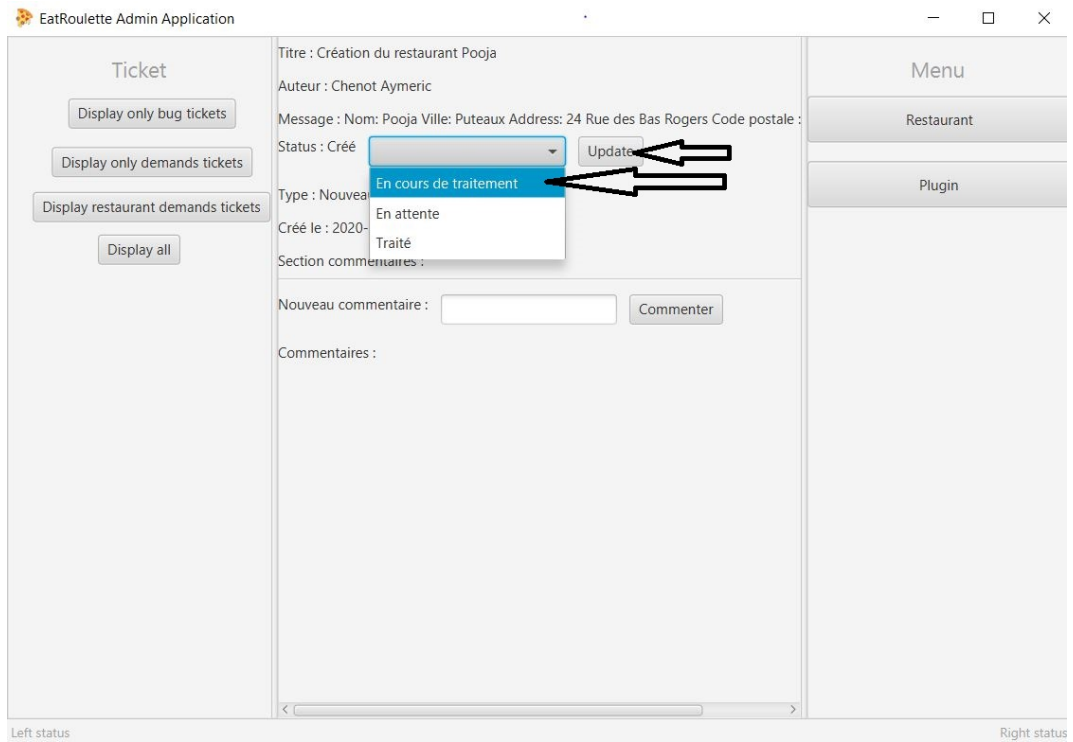 EatRoulette Admin Application
Ticket
Display only bug tickets
Display only demands tickets
Display restaurant demands tickets
Display all
Titre : Création du restaurant Pooja
Auteur : Chenot Aymeric
Message : Nom: Pooja Ville: Puteaux Address: 24 Rue des Bas Rogers Code postale :
Status : Créé
Update
En cours de traitement
En attente
Traité
Type : Nouvea
Créé le : 2020-
Section commentaires :
Nouveau commentaire :
Commenter
Commentaires :
Menu
Restaurant
Plugin
Left status
Right status